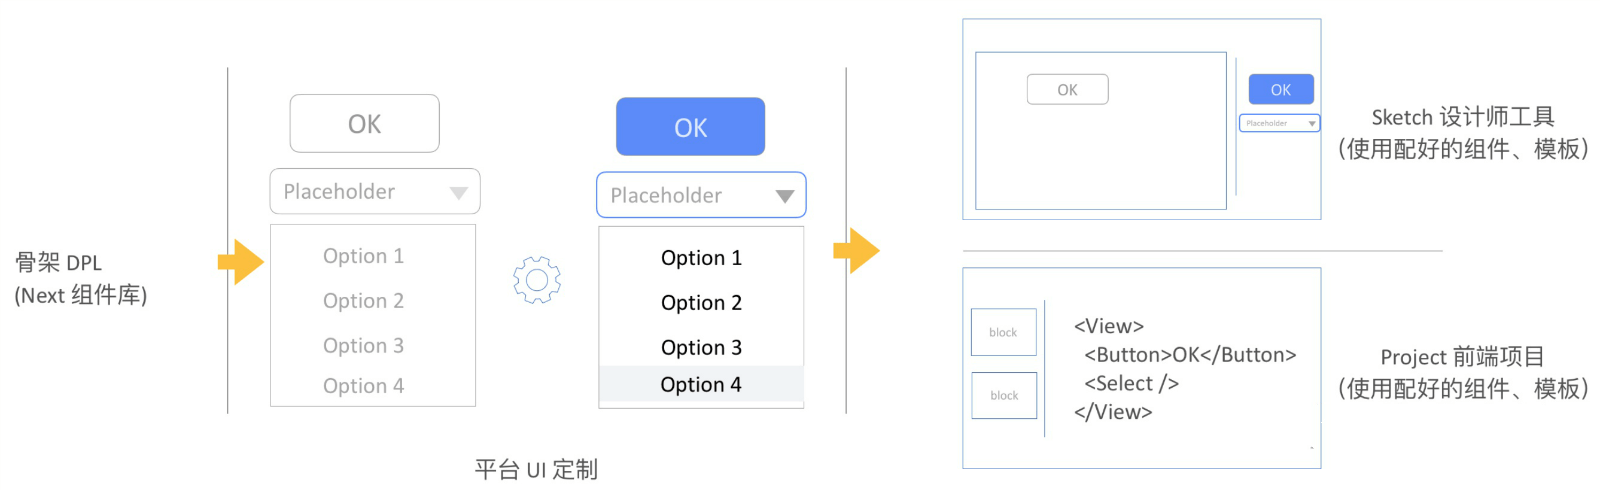 骨架 DPL
(Next 组件库)
OK
Placeholder
Option 1
Option 2
Option 3
Option 4
OK
Placeholder
Option 1
Option 2
Option 3
Option 4
平台 UI 定制
OK
OK
Placeholder
Sketch 设计师工具
（使用配好的组件、模板）
block
block
<View>
<Button>OK</Button>
<Select />
</View>
Project 前端项目
（使用配好的组件、模板）